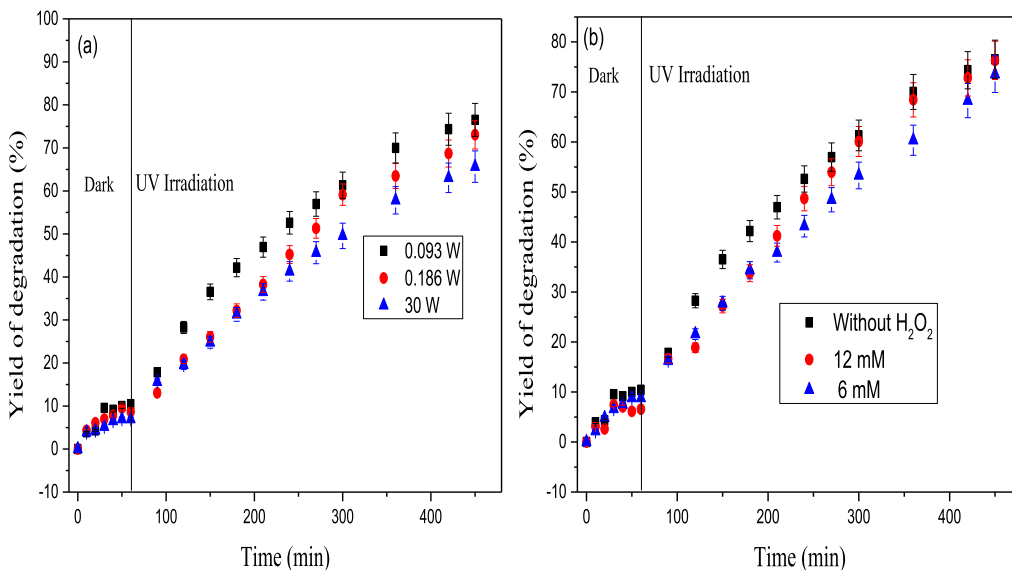 (a)
Dark
UV Irradiation
0.093 W
0.186 W
30 W
100
90
80
70
60
50
40
30
20
10
0
-10
0
100
200
300
400
Yield of degradation (%)
Time (min)
(b)
Dark
UV Irradiation
Without H₂O₂
12 mM
6 mM
80
70
60
50
40
30
20
10
0
-10
0
100
200
300
400
Yield of degradation (%)
Time (min)